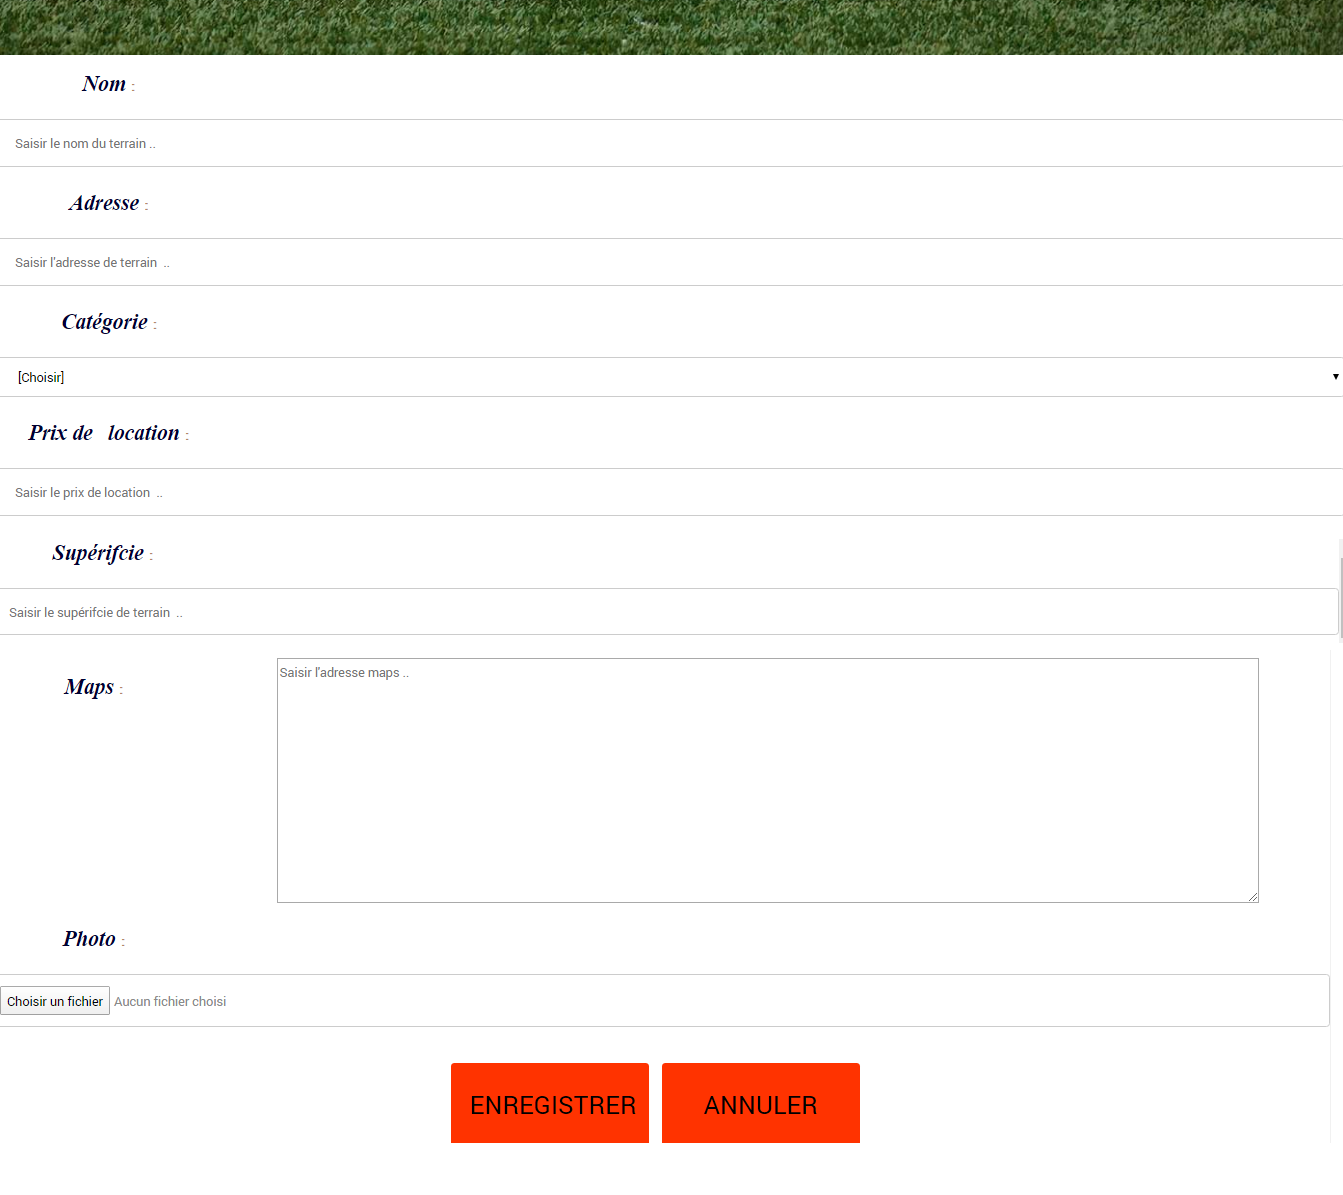 Nom :
Saisir le nom du terrain ..
Adresse :
Saisir l'adresse de terrain ..
Catégorie :
[Choisir]
Prix de location :
Saisir le prix de location ..
Supérifcie :
Saisir le supérifcie de terrain ..
Maps :
Saisir l'adresse maps ..
Photo :
Choisir un fichier Aucun fichier choisi
ENREGISTRER ANNULER